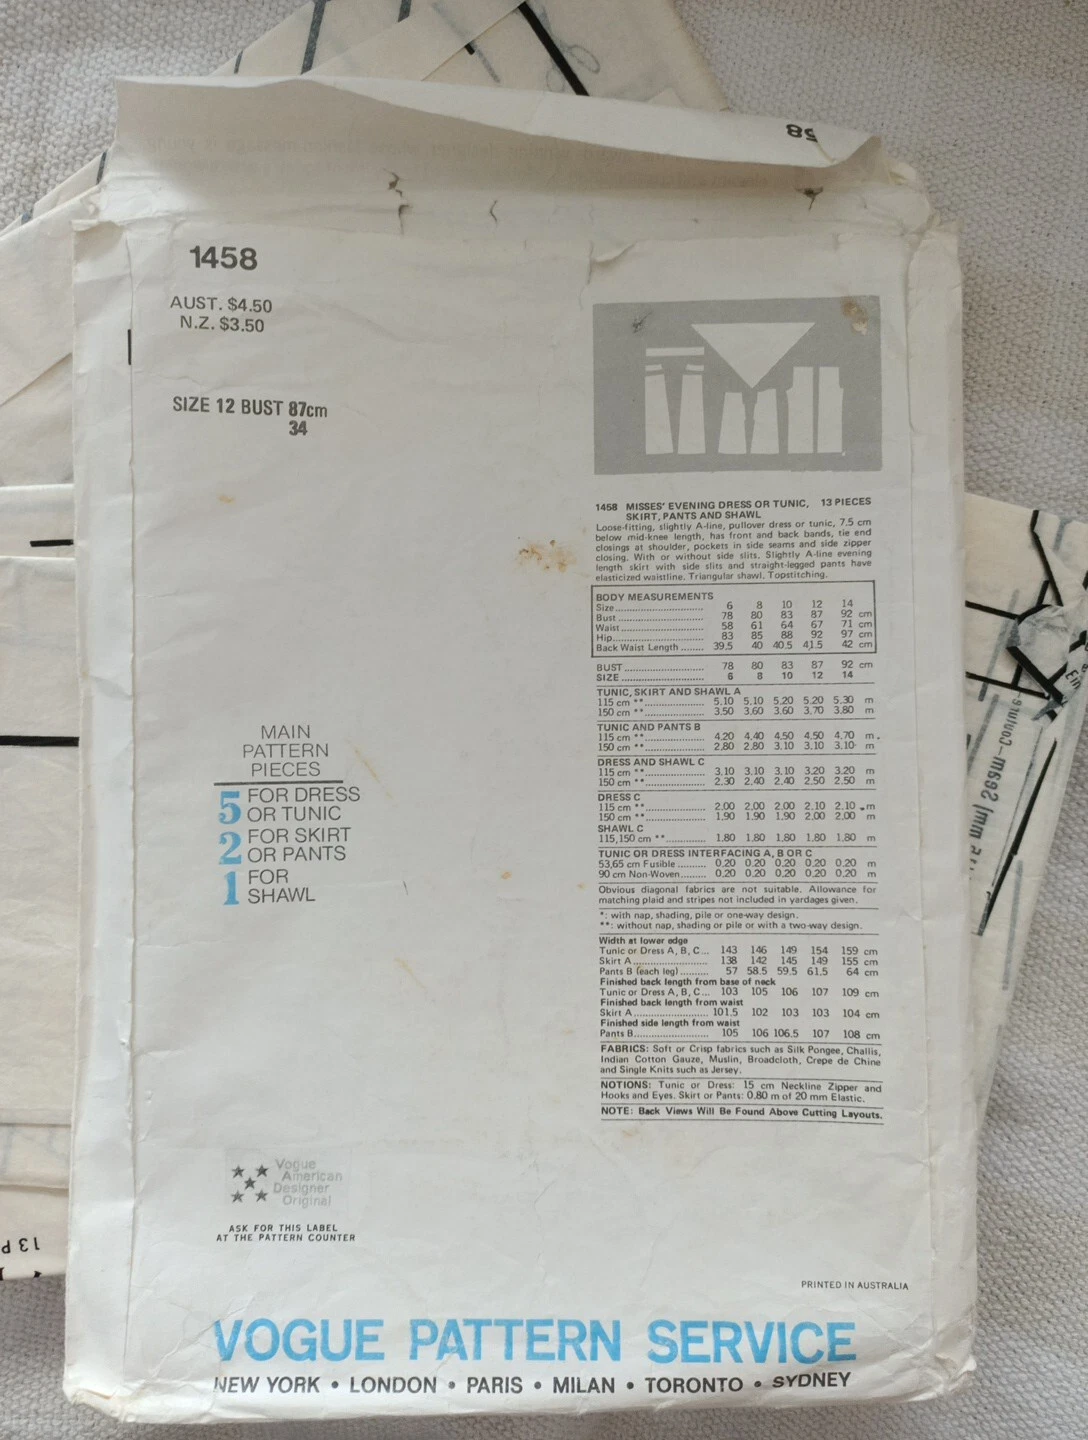 58
1458
AUST. $4.50
N.Z. $3.50
SIZE 12 BUST 87cm
34
1458 MISSES' EVENING DRESS OR TUNIC, 13 PIECES
SKIRT, PANTS AND SHAWL
Loose-fitting, slightly A-line, pullover dress or tunic, 7.5 cm
below mid-knee length, has front and back bands, tie end
closings at shoulder, pockets in side seams and side zipper
closing. With or without side slits. Slightly A-line evening
length skirt with side slits and straight-legged pants have
elasticized waistline. Triangular shawl. Topstitching.
BODY MEASUREMENTS
Size 6 8 10 12 14
Bust 78 80 83 87 92 cm
Waist 58 61 64 67 71 cm
Hip 83 85 88 92 97 cm
Back Waist Length 39.5 40 40.5 41.5 42 cm
BUST 78 80 83 87 92 cm
SIZE 6 8 10 12 14
TUNIC, SKIRT AND SHAWL A
115 cm ** 5.10 5.10 5.20 5.20 5.30 m
150 cm ** 3.50 3.60 3.60 3.70 3.80 m
TUNIC AND PANTS B
115 cm ** 4.20 4.40 4.50 4.50 4.70 m
150 cm ** 2.80 2.80 3.10 3.10 3.10 m
DRESS AND SHAWL C
115 cm ** 3.10 3.10 3.10 3.20 3.20 m
150 cm ** 2.30 2.40 2.40 2.50 2.50 m
DRESS C
115 cm ** 2.00 2.00 2.00 2.10 2.10 m
150 cm ** 1.90 1.90 1.90 2.00 2.00 m
SHAWL C
115,150 cm ** 1.80 1.80 1.80 1.80 1.80 m
TUNIC OR DRESS INTERFACING A, B OR C
53,65 cm Fusible 0.20 0.20 0.20 0.20 0.20 m
90 cm Non-Woven 0.20 0.20 0.20 0.20 0.20 m
Obvious diagonal fabrics are not suitable. Allowance for
matching plaid and stripes not included in yardages given.
*: with nap, shading, pile or one-way design.
**: without nap, shading or pile or with a two-way design.
Width at lower edge
Tunic or Dress A, B, C... 143 146 149 154 159 cm
Skirt A 138 142 145 149 155 cm
Pants B (each leg) 57 58.5 59.5 61.5 64 cm
Finished back length from base of neck
Tunic or Dress A, B, C... 103 105 106 107 109 cm
Finished back length from waist
Skirt A 101.5 102 103 103 104 cm
Finished side length from waist
Pants B 105 106 106.5 107 108 cm
FABRICS: Soft or Crisp fabrics such as Silk Pongee, Challis,
Indian Cotton Gauze, Muslin, Broadcloth, Crepe de Chine
and Single Knits such as Jersey.
NOTIONS: Tunic or Dress: 15 cm Neckline Zipper and
Hooks and Eyes. Skirt or Pants: 0.80 m of 20 mm Elastic.
NOTE: Back Views Will Be Found Above Cutting Layouts.
MAIN
PATTERN
PIECES
5 FOR DRESS
OR TUNIC
2 FOR SKIRT
OR PANTS
1 FOR
SHAWL
Vogue
American
Designer
Original
ASK FOR THIS LABEL
AT THE PATTERN COUNTER
PRINTED IN AUSTRALIA
VOGUE PATTERN SERVICE
NEW YORK • LONDON • PARIS • MILAN • TORONTO • SYDNEY
13 P